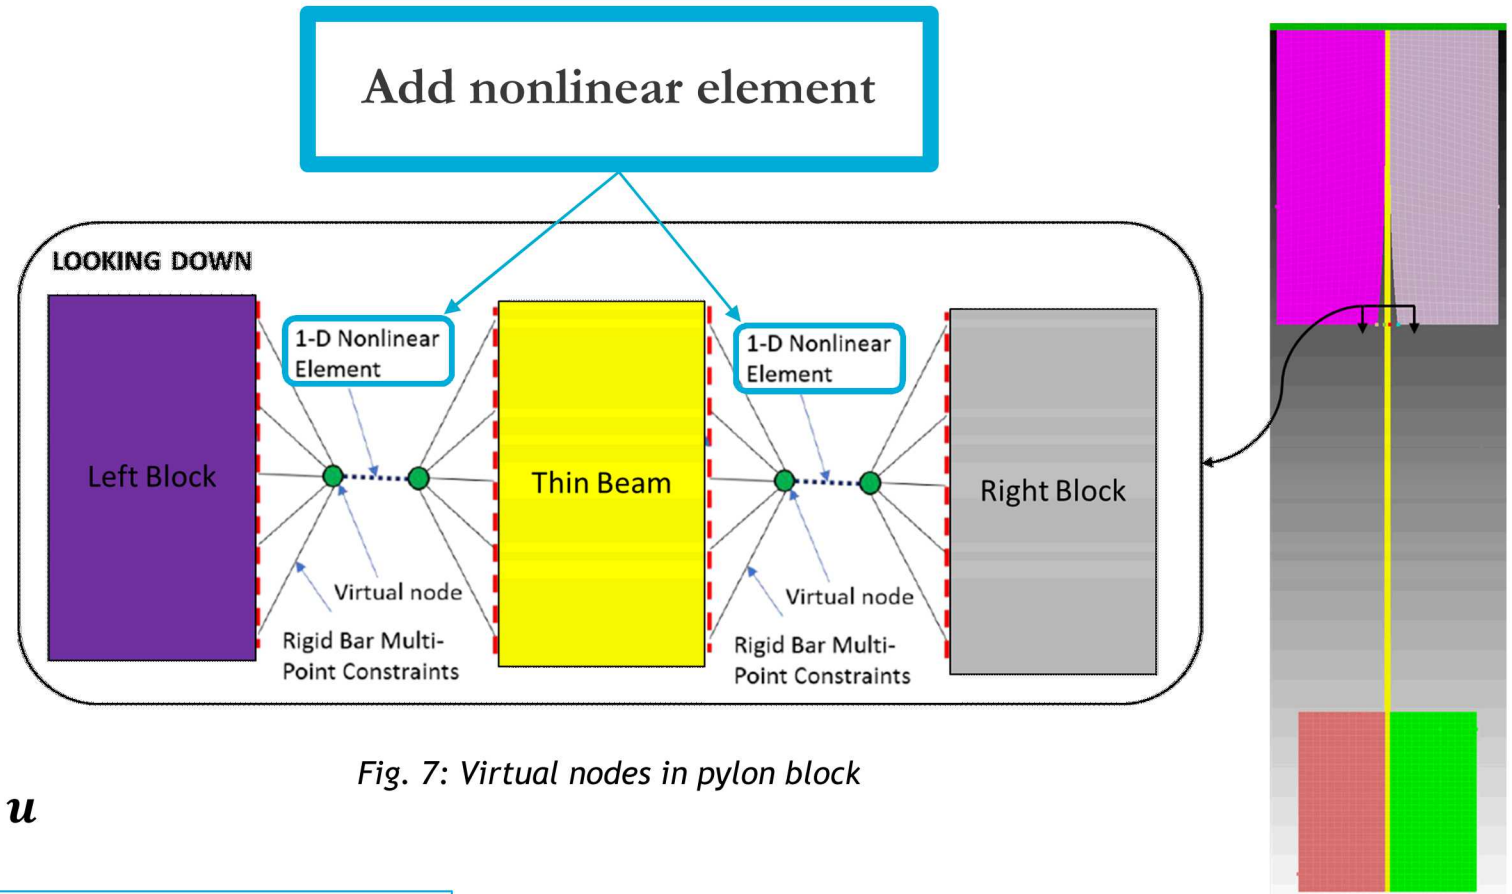 Add nonlinear element
LOOKING DOWN
1-D Nonlinear
Element
1-D Nonlinear
Element
Left Block
Thin Beam
Right Block
Virtual node
Virtual node
Rigid Bar Multi-
Point Constraints
Rigid Bar Multi-
Point Constraints
Fig. 7: Virtual nodes in pylon block
u